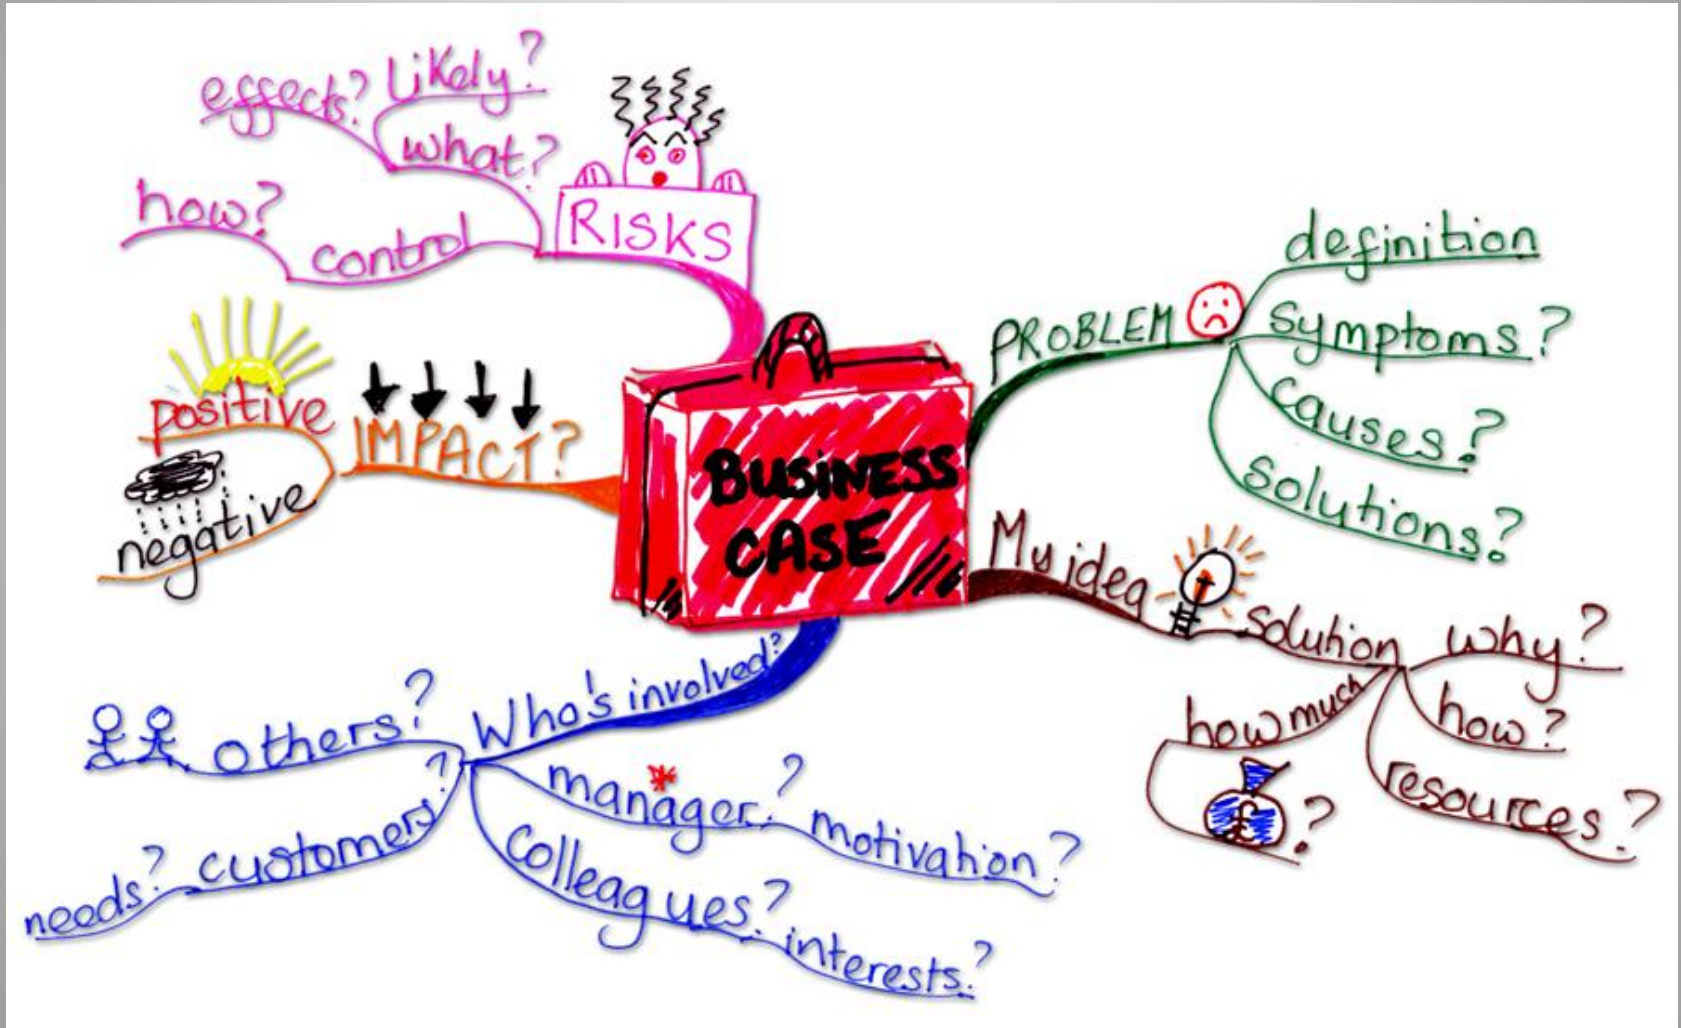 BUSINESS
CASE
PROBLEM
definition
symptoms?
causes?
solutions?
My idea
solution
why?
how?
resources?
how much
£?
Who's involved?
manager?
motivation?
colleagues?
interests?
customers?
needs?
others?
IMPACT?
positive
negative
RISKS
what?
Likely?
effects?
control
how?